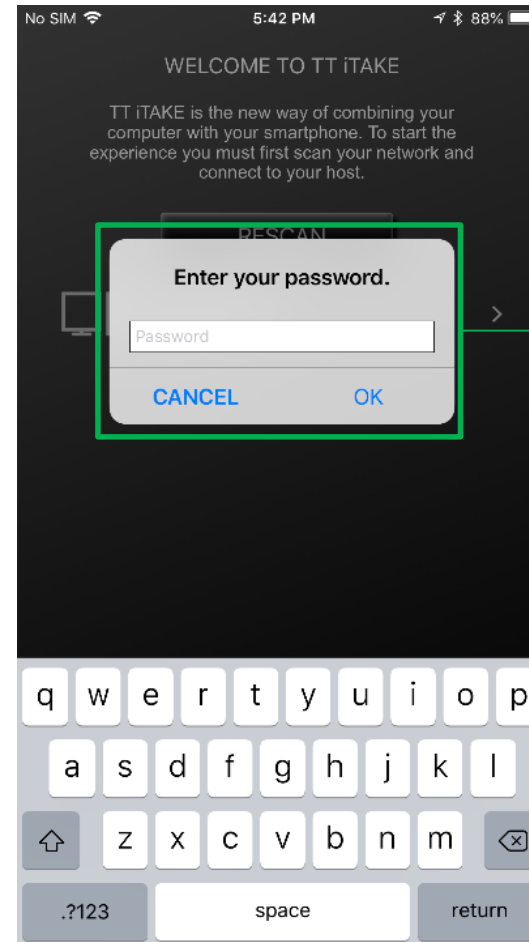 No SIM 5:42 PM 88%
WELCOME TO TT iTAKE
TT iTAKE is the new way of combining your
computer with your smartphone. To start the
experience you must first scan your network and
connect to your host.
RESCAN
Enter your password.
Password
CANCEL OK
q w e r t y u i o p
a s d f g h j k l
z x c v b n m
.?123 space return